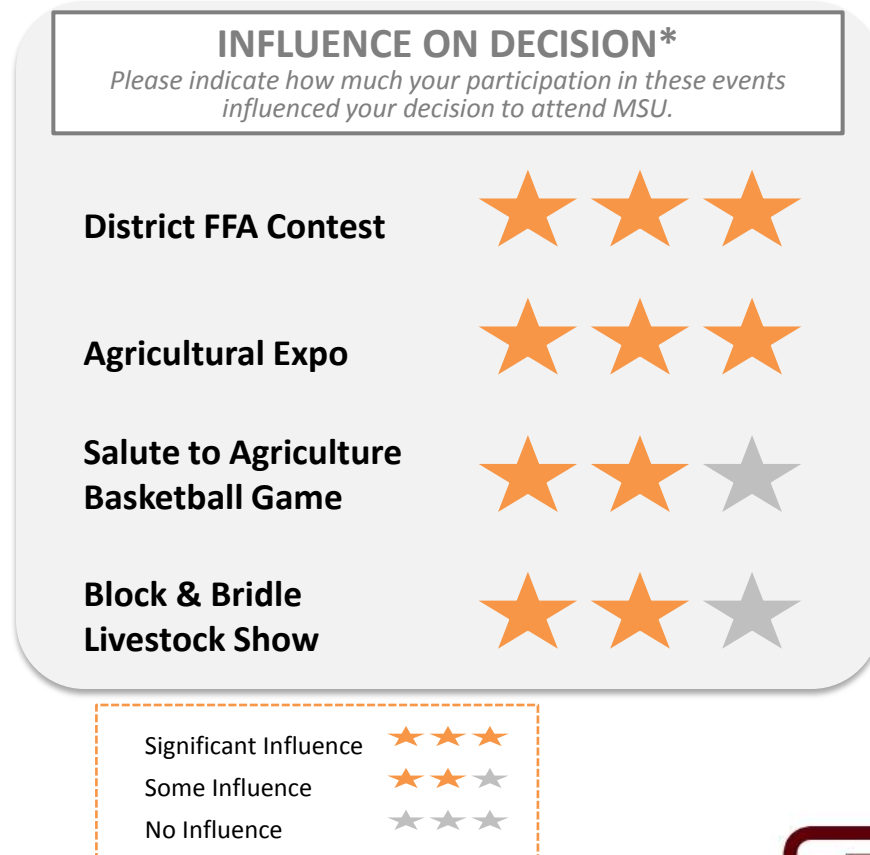 INFLUENCE ON DECISION*
Please indicate how much your participation in these events
influenced your decision to attend MSU.
District FFA Contest
Agricultural Expo
Salute to Agriculture
Basketball Game
Block & Bridle
Livestock Show
Significant Influence
Some Influence
No Influence